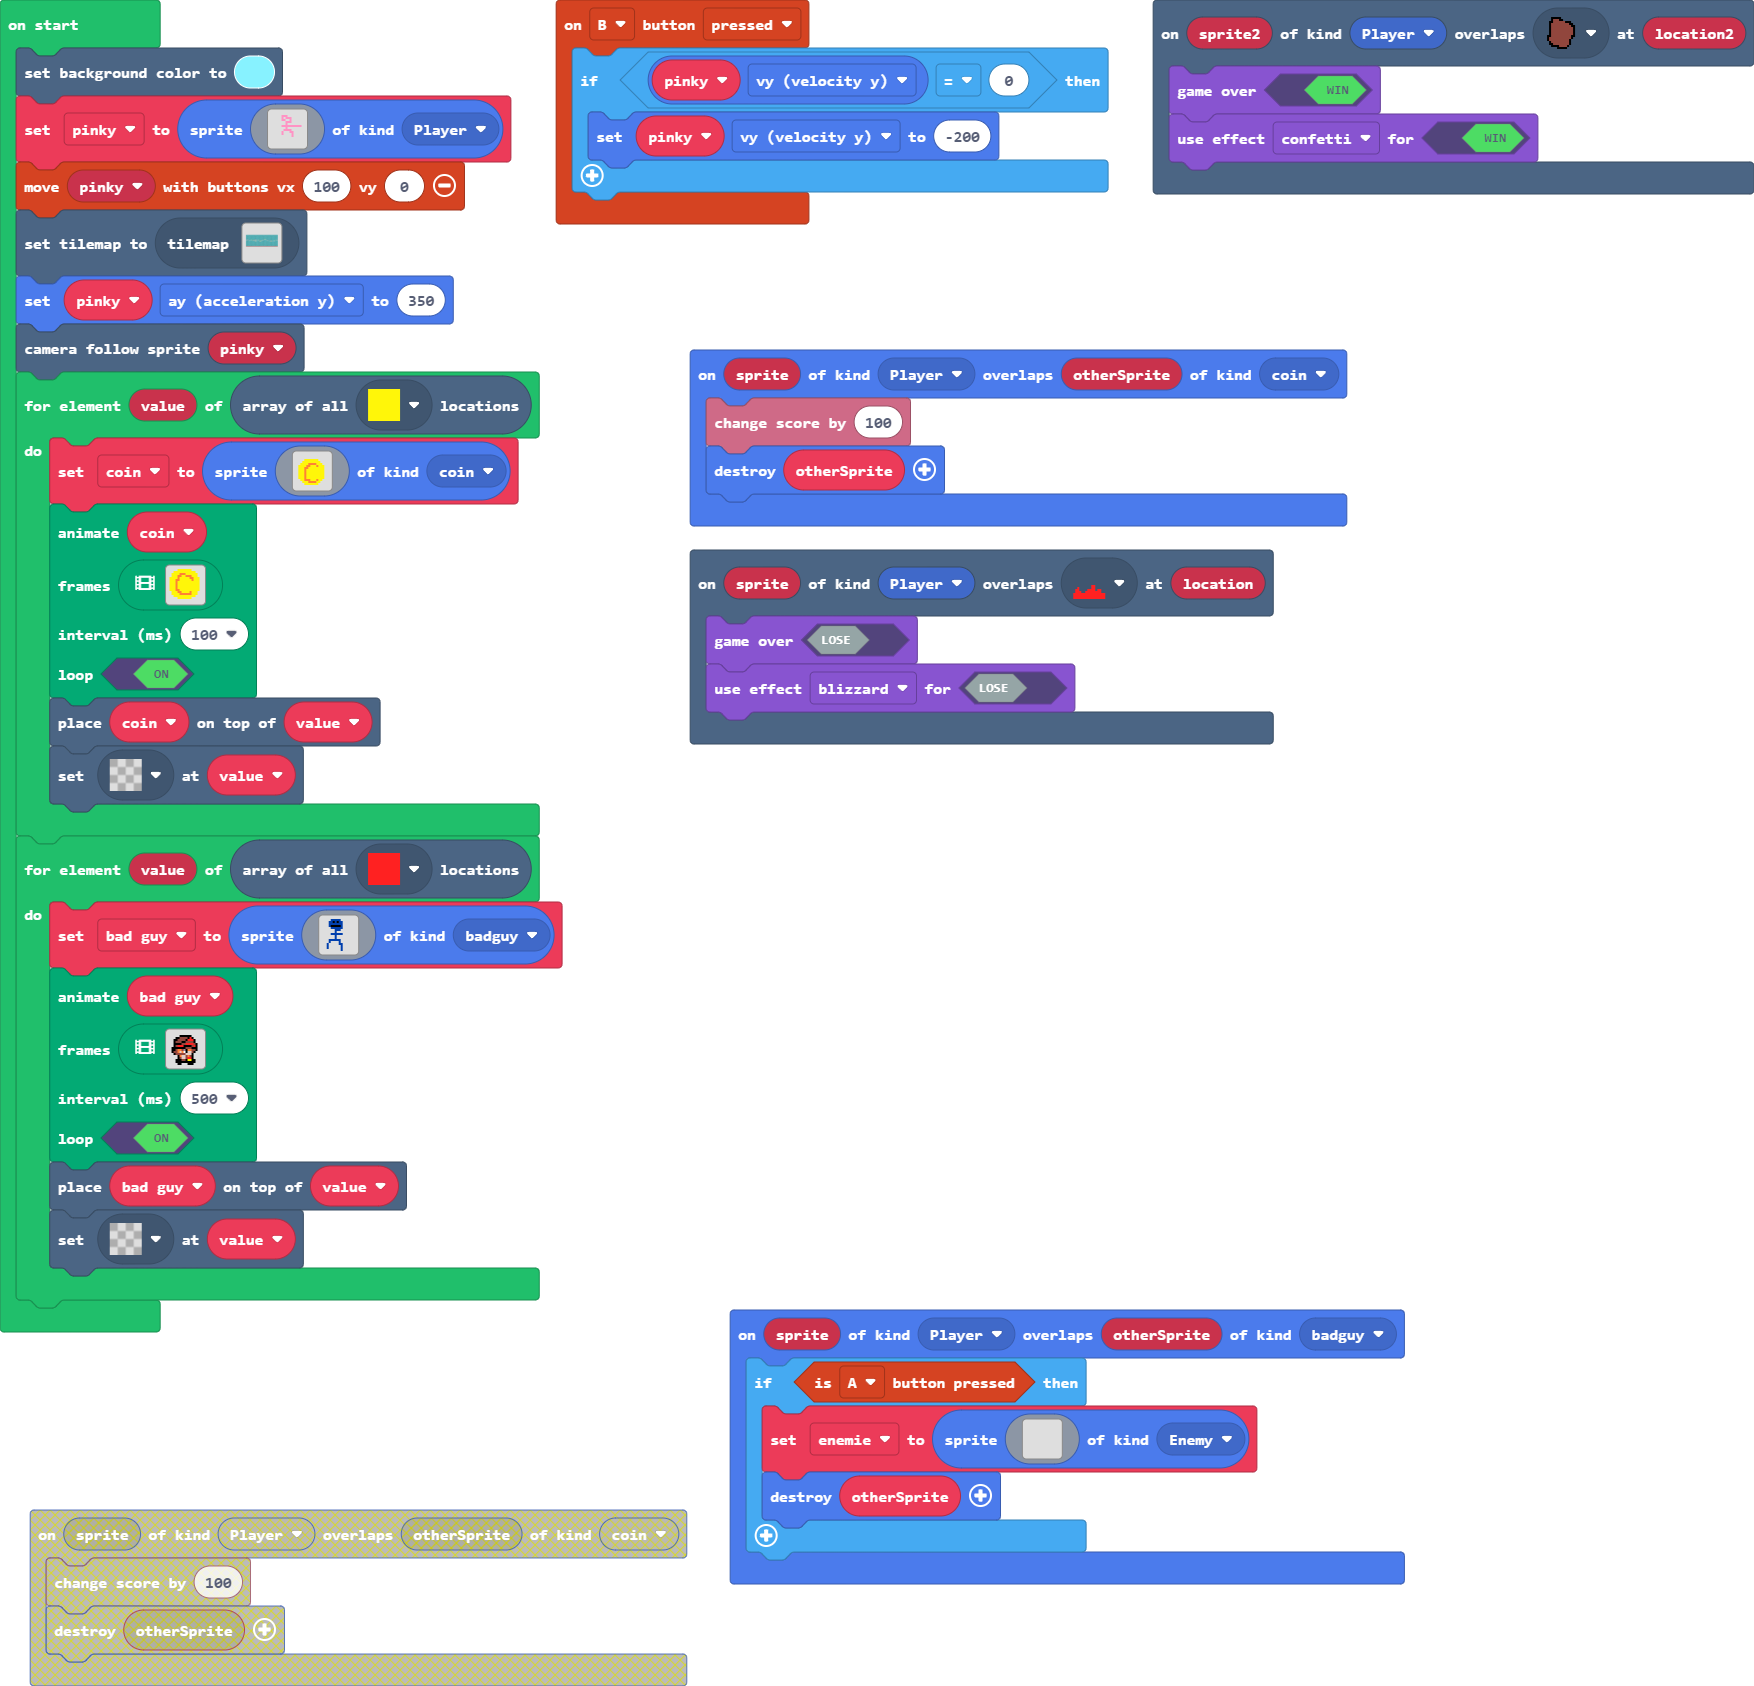 on start
set background color to
set pinky to sprite of kind Player
move pinky with buttons vx 100 vy 0
set tilemap to tilemap
set pinky ay (acceleration y) to 350
camera follow sprite pinky
for element value of array of all locations
do
set coin to sprite of kind coin
animate coin
frames
interval (ms) 100
loop ON
place coin on top of value
set at value
for element value of array of all locations
do
set bad guy to sprite of kind badguy
animate bad guy
frames
interval (ms) 500
loop ON
place bad guy on top of value
set at value
on B button pressed
if pinky vy (velocity y) = 0 then
set pinky vy (velocity y) to -200
on sprite2 of kind Player overlaps at location2
game over WIN
use effect confetti for WIN
on sprite of kind Player overlaps otherSprite of kind coin
change score by 100
destroy otherSprite
on sprite of kind Player overlaps at location
game over LOSE
use effect blizzard for LOSE
on sprite of kind Player overlaps otherSprite of kind badguy
if is A button pressed then
set enemie to sprite of kind Enemy
destroy otherSprite
on sprite of kind Player overlaps otherSprite of kind coin
change score by 100
destroy otherSprite